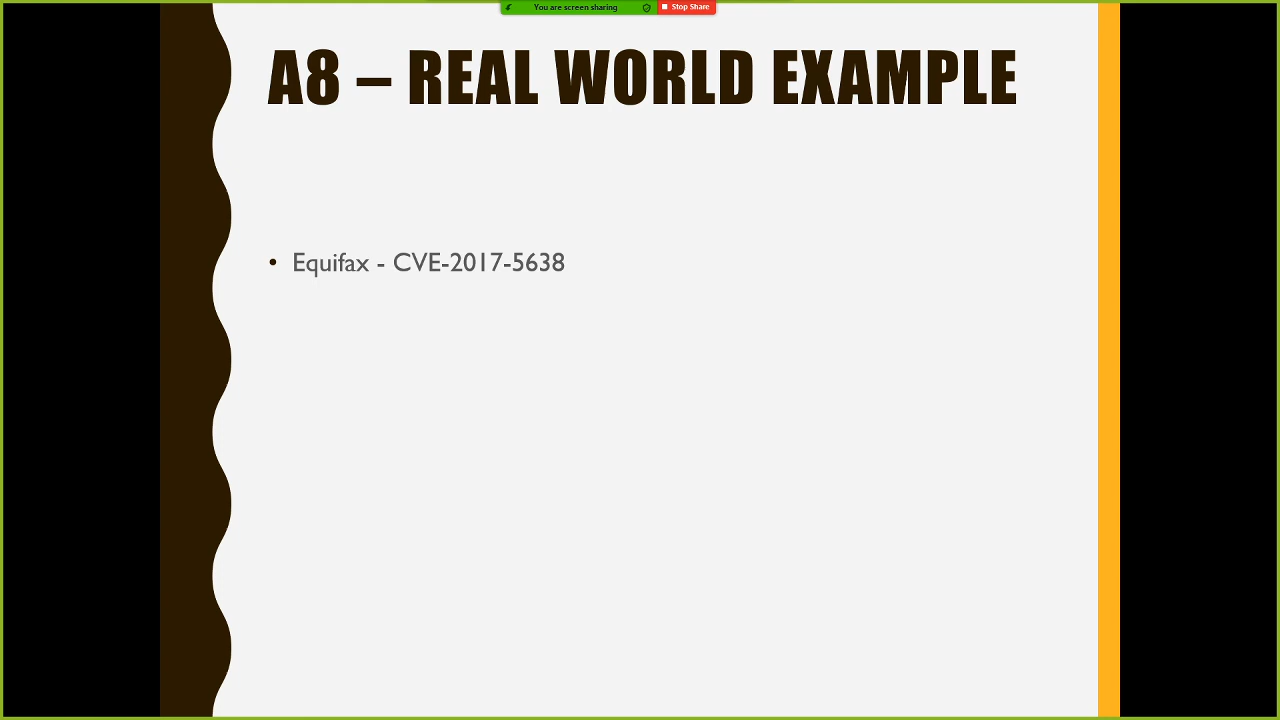 You are screen sharing
Stop Share
A8 – REAL WORLD EXAMPLE
• Equifax - CVE-2017-5638